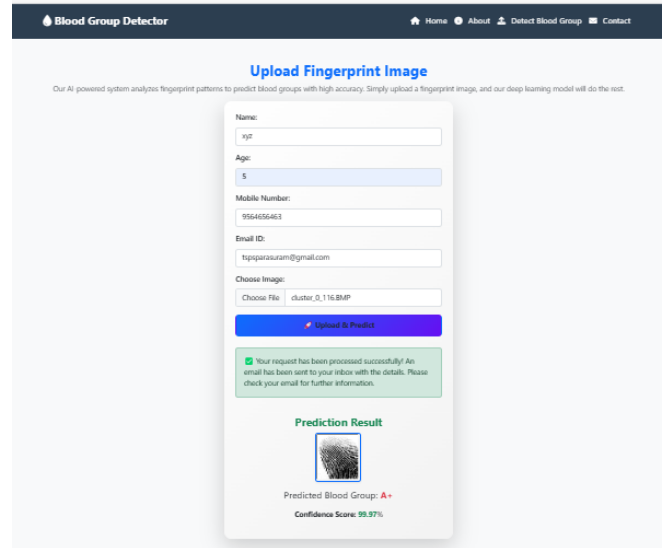 Blood Group Detector
Home About Detect Blood Group Contact
Upload Fingerprint Image
Our AI-powered system analyzes fingerprint patterns to predict blood groups with high accuracy. Simply upload a fingerprint image, and our deep learning model will do the rest.
Name:
xyz
Age:
5
Mobile Number:
9564656463
Email ID:
tspsparasuram@gmail.com
Choose Image:
Choose File cluster_0_116.BMP
🚀 Upload & Predict
✅ Your request has been processed successfully! An
email has been sent to your inbox with the details. Please
check your email for further information.
Prediction Result
Predicted Blood Group: A+
Confidence Score: 99.97%